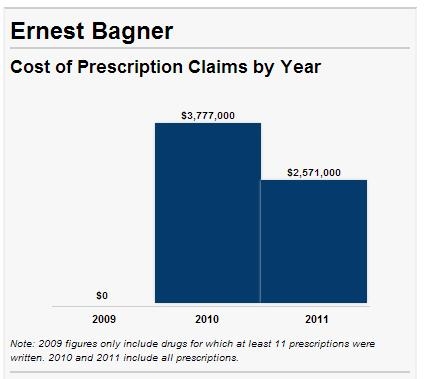 Ernest Bagner
Cost of Prescription Claims by Year
$3,777,000
$2,571,000
$0
2009 2010 2011
Note: 2009 figures only include drugs for which at least 11 prescriptions were
written. 2010 and 2011 include all prescriptions.